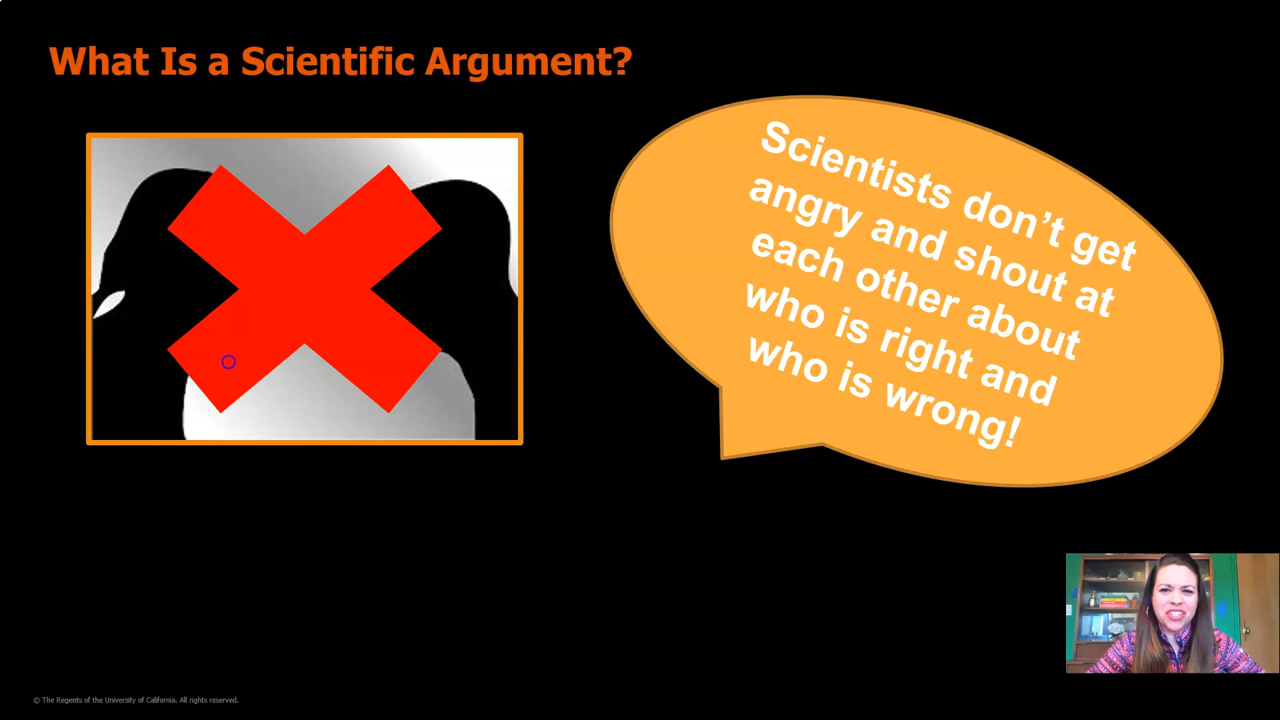 What Is a Scientific Argument?
Scientists don’t get
angry and shout at
each other about
who is right and
who is wrong!
© The Regents of the University of California. All rights reserved.